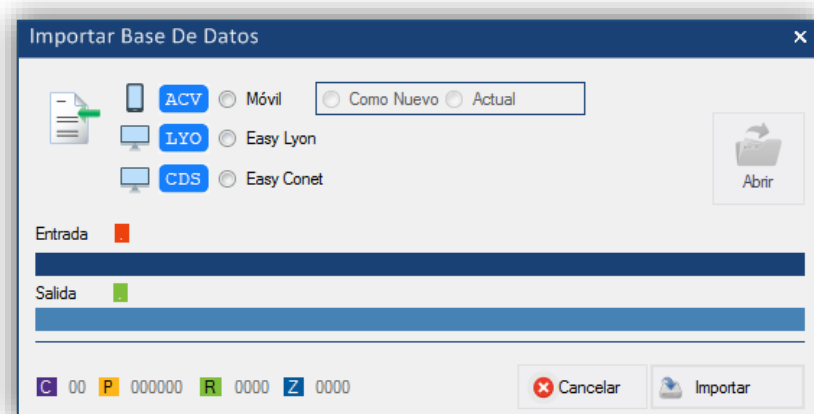 Importar Base De Datos
ACV Móvil Como Nuevo Actual
LYO Easy Lyon
CDS Easy Conet
Abrir
Entrada .
Salida .
C 00 P 000000 R 0000 Z 0000
Cancelar Importar